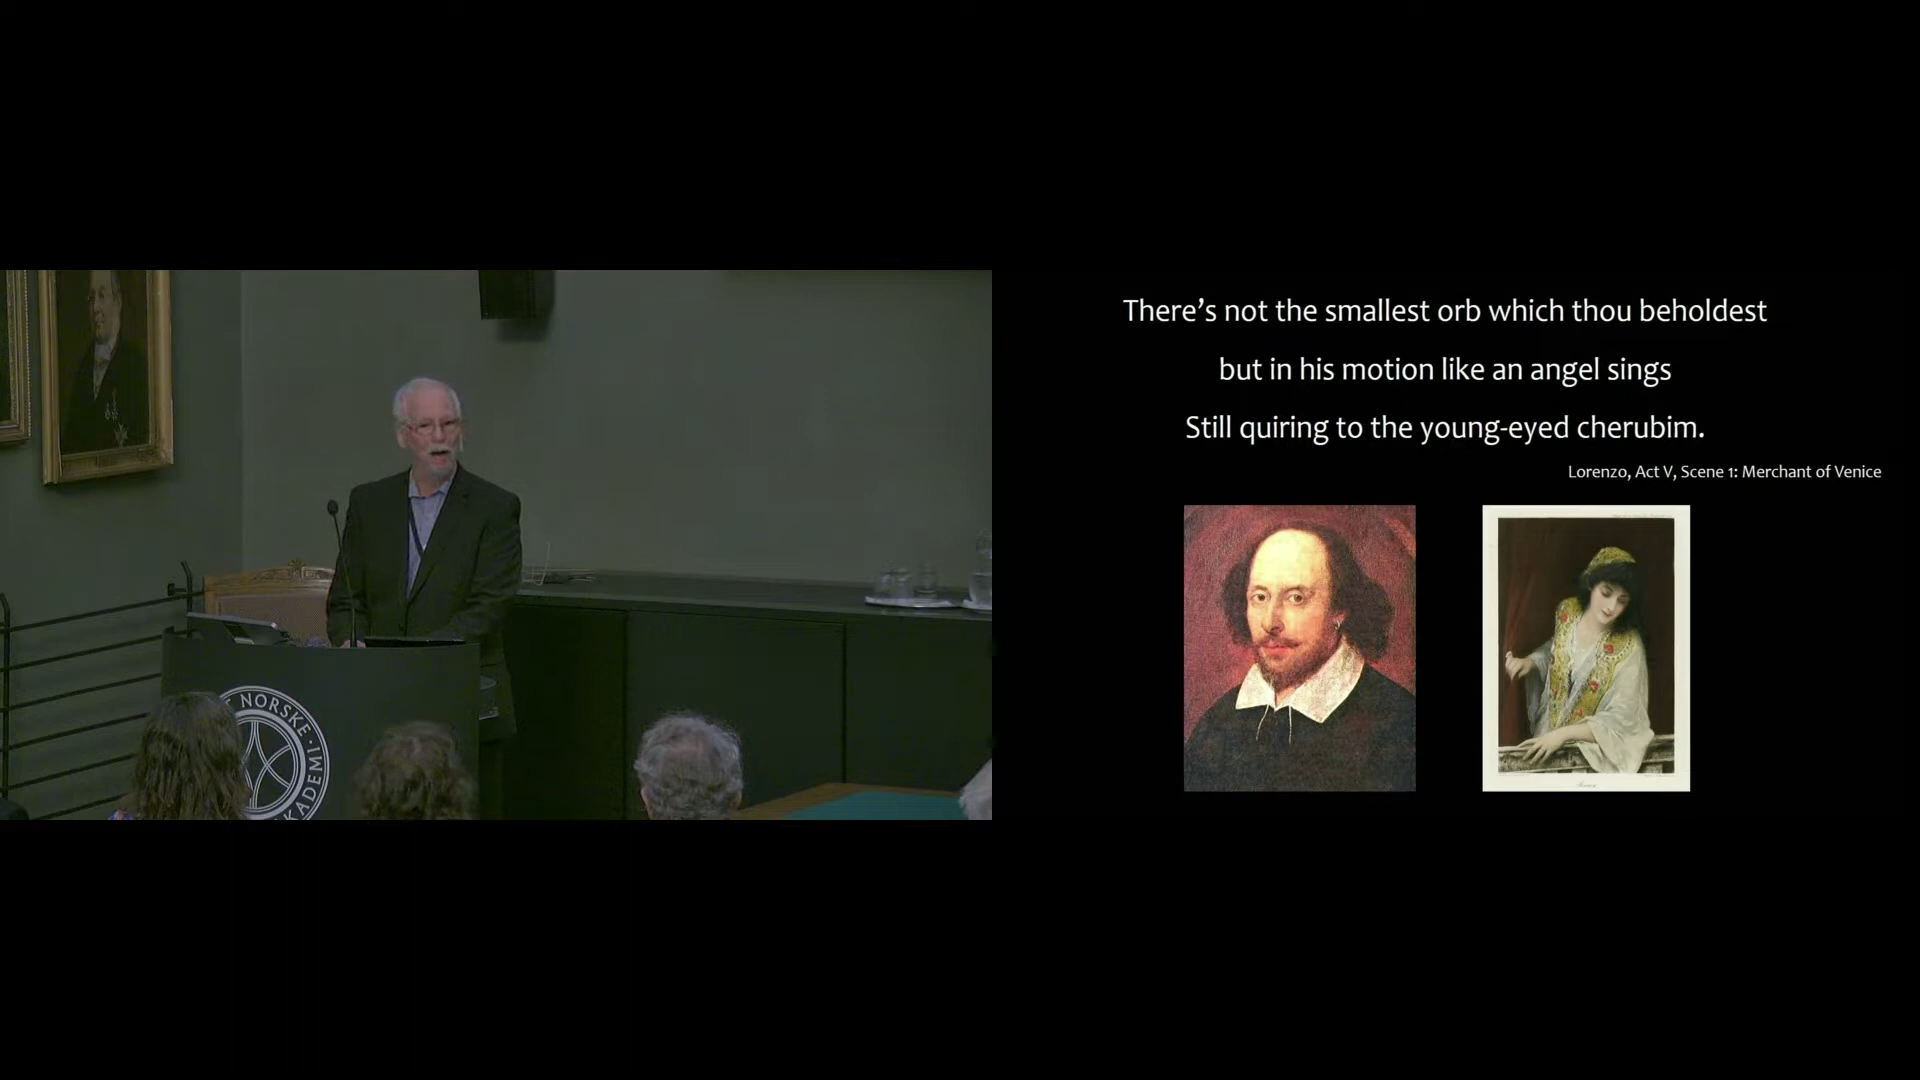 There's not the smallest orb which thou beholdest
but in his motion like an angel sings
Still quiring to the young-eyed cherubim.
Lorenzo, Act V, Scene 1: Merchant of Venice
NORSKE ·